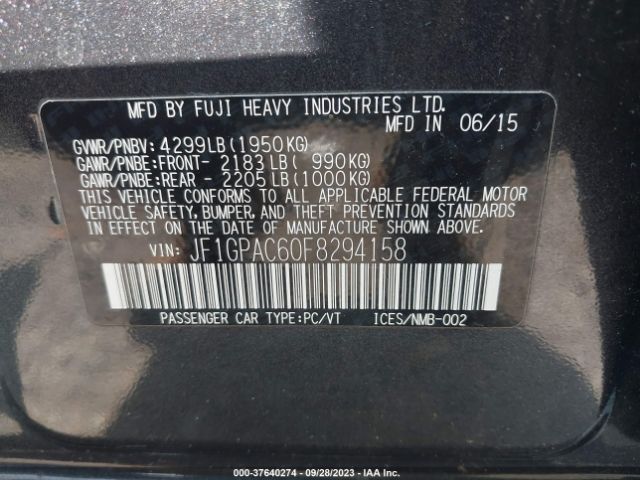 MFD BY FUJI HEAVY INDUSTRIES LTD.
MFD IN 06/15
GVWR/PNBV: 4299LB(1950KG)
GAWR/PNBE:FRONT- 2183LB( 990KG)
GAWR/PNBE:REAR - 2205LB(1000KG)
THIS VEHICLE CONFORMS TO ALL APPLICABLE FEDERAL MOTOR
VEHICLE SAFETY, BUMPER, AND THEFT PREVENTION STANDARDS
IN EFFECT ON THE DATE OF MANUFACTURE SHOWN ABOVE.
VIN: JF1GPAC60F8294158
PASSENGER CAR TYPE:PC/VT ICES/NMB-002
000-37640274 - 09/28/2023 - IAA Inc.